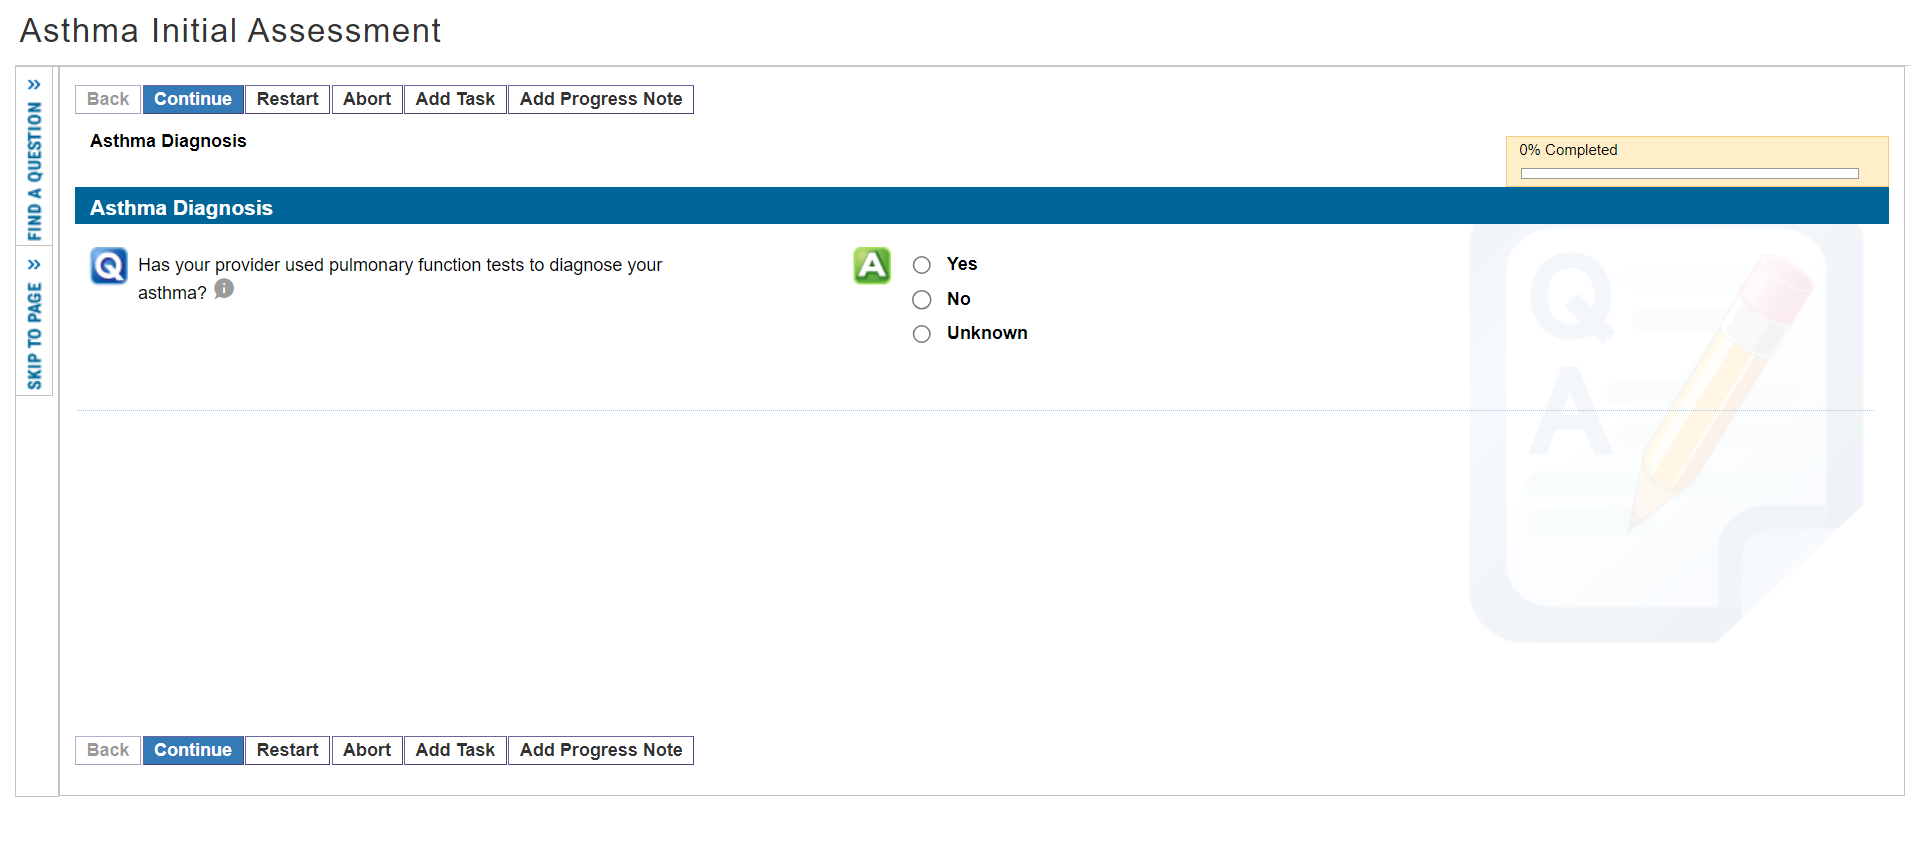 Asthma Initial Assessment
» FIND A QUESTION
» SKIP TO PAGE
Back Continue Restart Abort Add Task Add Progress Note
Asthma Diagnosis
0% Completed
Asthma Diagnosis
Q Has your provider used pulmonary function tests to diagnose your
asthma? i
A Yes
No
Unknown
Q
A
Back Continue Restart Abort Add Task Add Progress Note